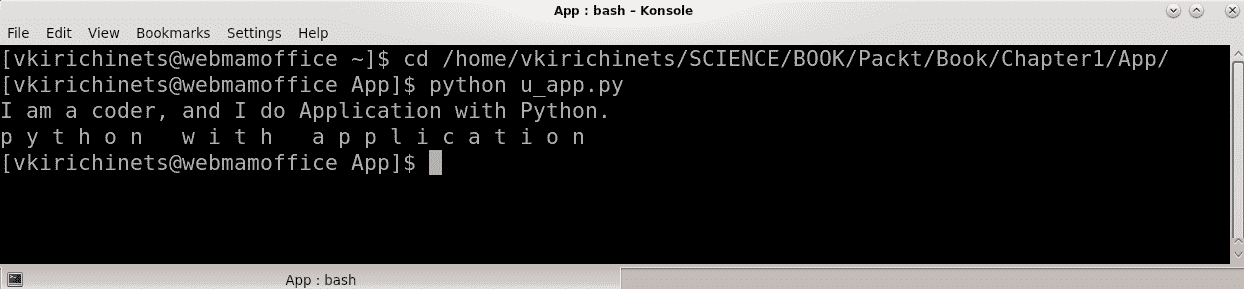 App : bash – Konsole
File Edit View Bookmarks Settings Help
[vkirichinets@webmamoffice ~]$ cd /home/vkirichinets/SCIENCE/BOOK/Packt/Book/Chapter1/App/
[vkirichinets@webmamoffice App]$ python u_app.py
I am a coder, and I do Application with Python.
p y t h o n   w i t h   a p p l i c a t i o n
[vkirichinets@webmamoffice App]$
App : bash